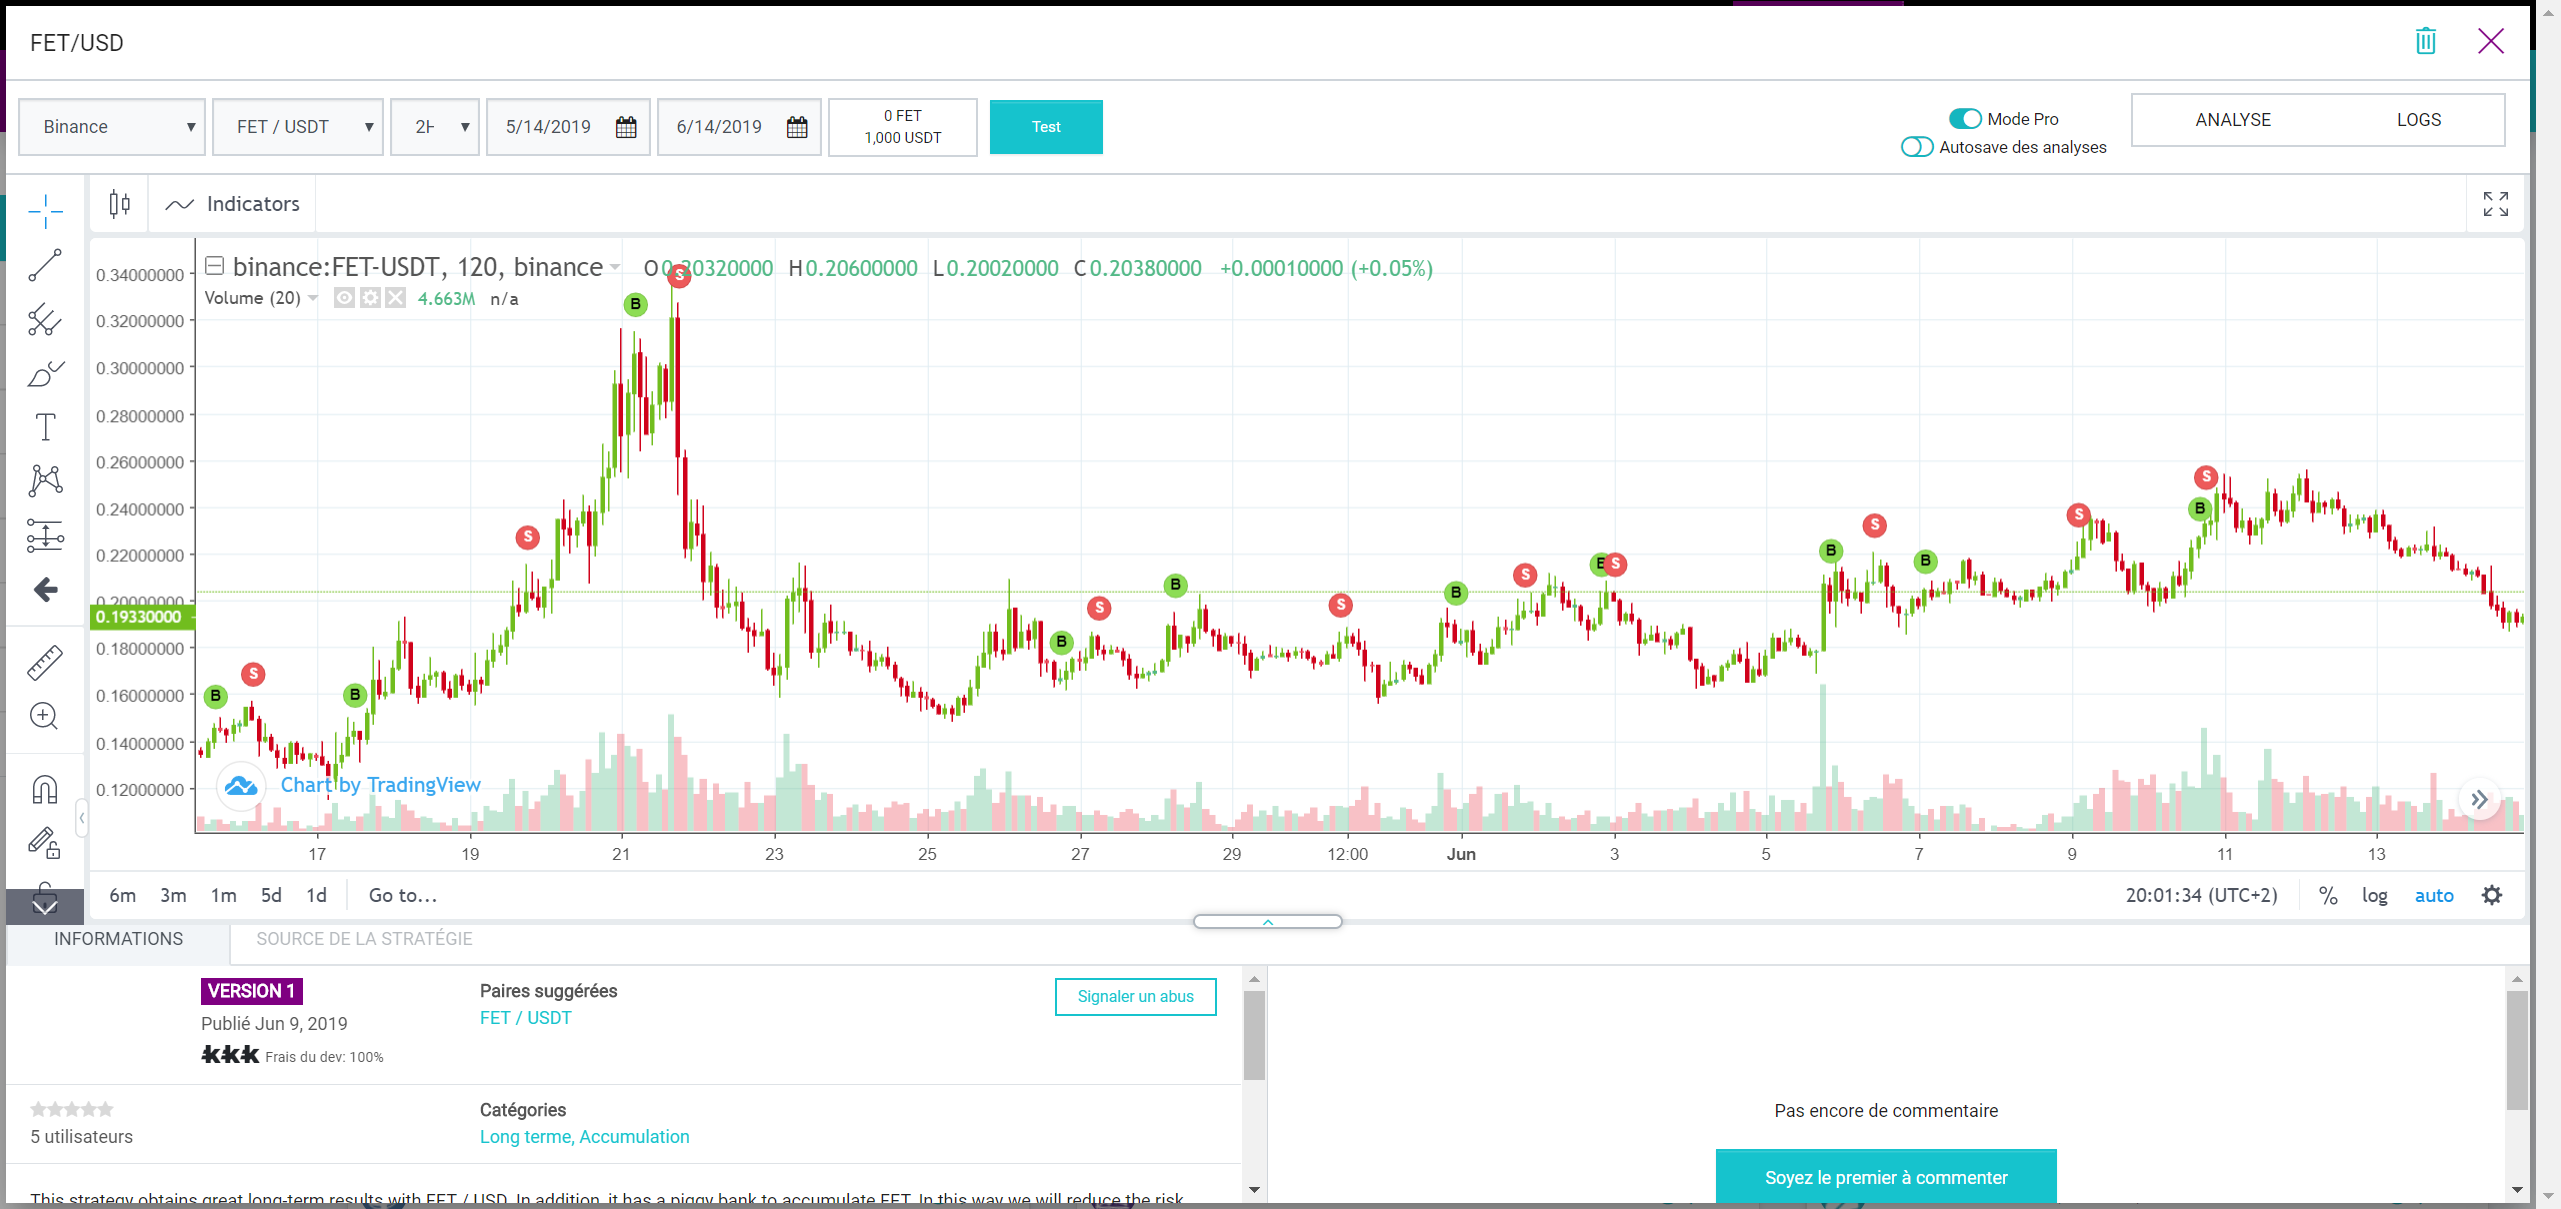 FET/USD
Binance
FET / USDT
2H
5/14/2019
6/14/2019
0 FET
1,000 USDT
Test
Mode Pro
Autosave des analyses
ANALYSE
LOGS
Indicators
binance:FET-USDT, 120, binance
O0.20320000 H0.20600000 L0.20020000 C0.20380000 +0.00010000 (+0.05%)
Volume (20) 4.663M n/a
0.34000000
0.32000000
0.30000000
0.28000000
0.26000000
0.24000000
0.22000000
0.20000000
0.19330000
0.18000000
0.16000000
0.14000000
0.12000000
B S B S B S B S B S B S B S B S B S B S
Chart by TradingView
17 19 21 23 25 27 29 12:00 Jun 3 5 7 9 11 13
6m 3m 1m 5d 1d Go to...
20:01:34 (UTC+2) % log auto
INFORMATIONS
SOURCE DE LA STRATÉGIE
VERSION 1
Publié Jun 9, 2019
kkk Frais du dev: 100%
Paires suggérées
FET / USDT
Signaler un abus
5 utilisateurs
Catégories
Long terme, Accumulation
This strategy obtains great long-term results with FET / USD. In addition, it has a piggy bank to accumulate FET. In this way we will reduce the risk
Pas encore de commentaire
Soyez le premier à commenter